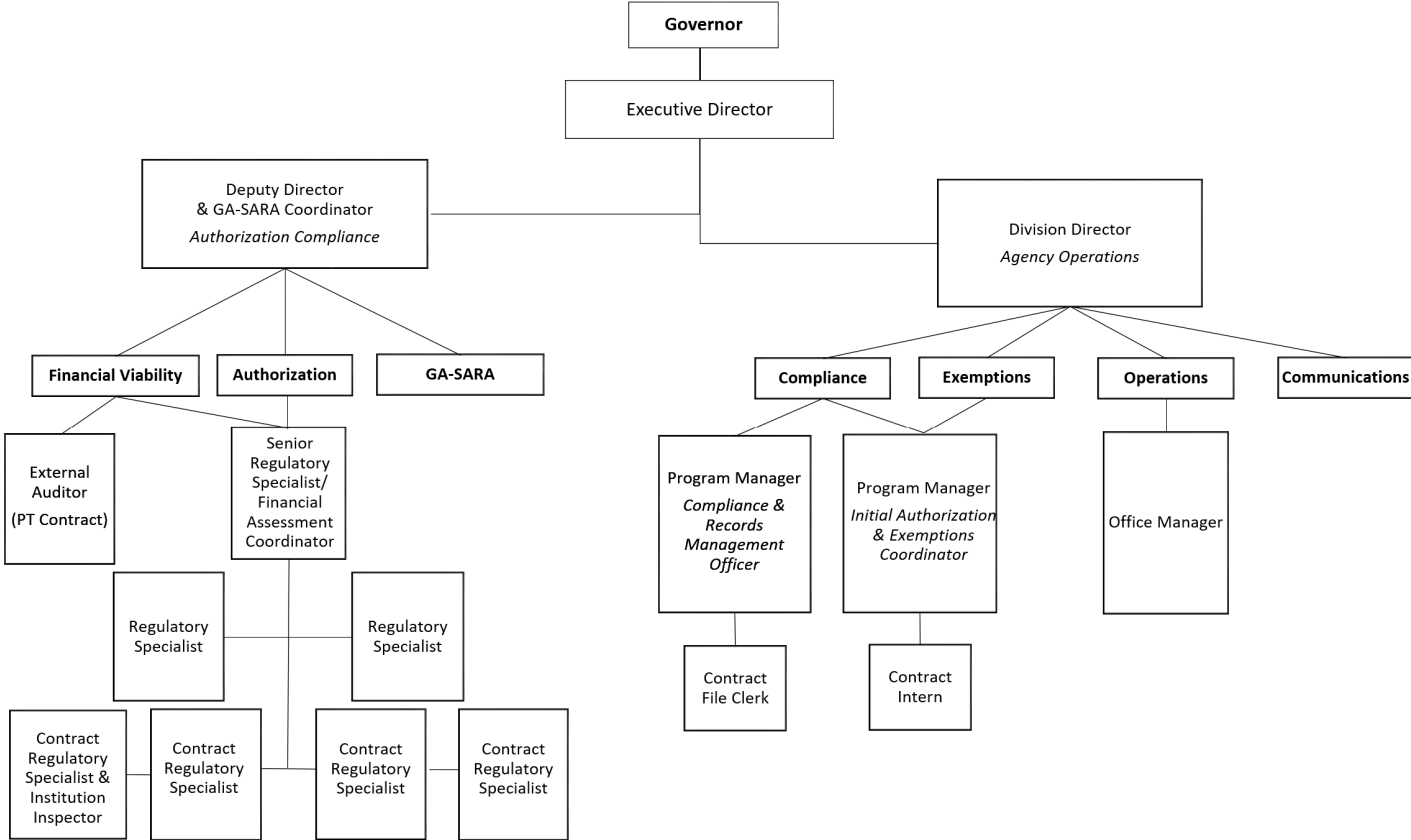 Governor
Executive Director
Deputy Director
& GA-SARA Coordinator
Authorization Compliance
Division Director
Agency Operations
Financial Viability
Authorization
GA-SARA
Compliance
Exemptions
Operations
Communications
External
Auditor
(PT Contract)
Senior
Regulatory
Specialist/
Financial
Assessment
Coordinator
Program Manager
Compliance &
Records
Management
Officer
Program Manager
Initial Authorization
& Exemptions
Coordinator
Office Manager
Regulatory
Specialist
Regulatory
Specialist
Contract
File Clerk
Contract
Intern
Contract
Regulatory
Specialist &
Institution
Inspector
Contract
Regulatory
Specialist
Contract
Regulatory
Specialist
Contract
Regulatory
Specialist